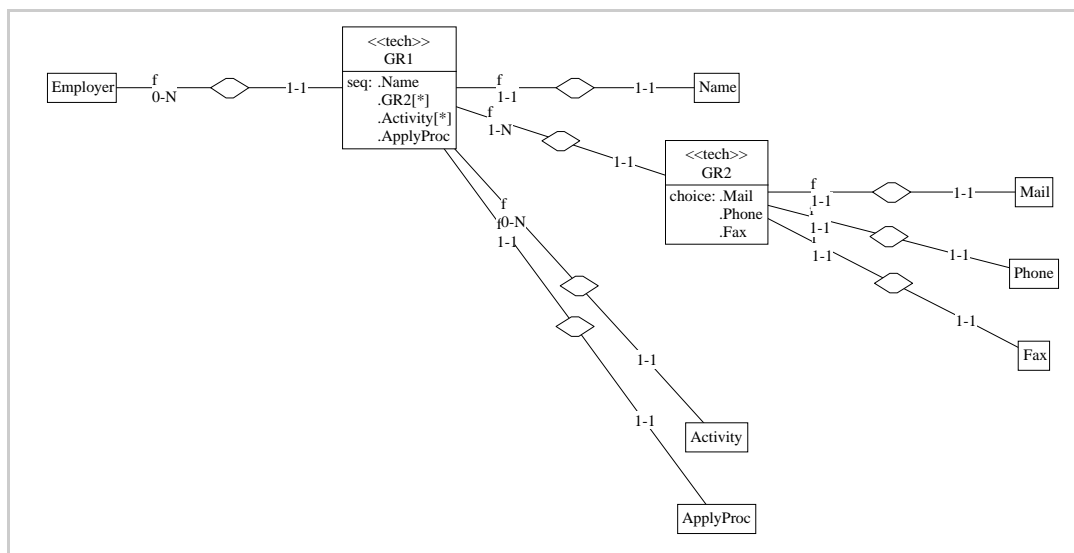 <<tech>>
GR1
seq: .Name
.GR2[*]
.Activity[*]
.ApplyProc
Employer
f
0-N
1-1
f
1-1
1-1
Name
f
1-N
1-1
<<tech>>
GR2
choice: .Mail
.Phone
.Fax
f
1-1
1-1
Mail
1-1
1-1
Phone
1-1
1-1
Fax
f
0-N
1-1
Activity
f
1-1
1-1
ApplyProc